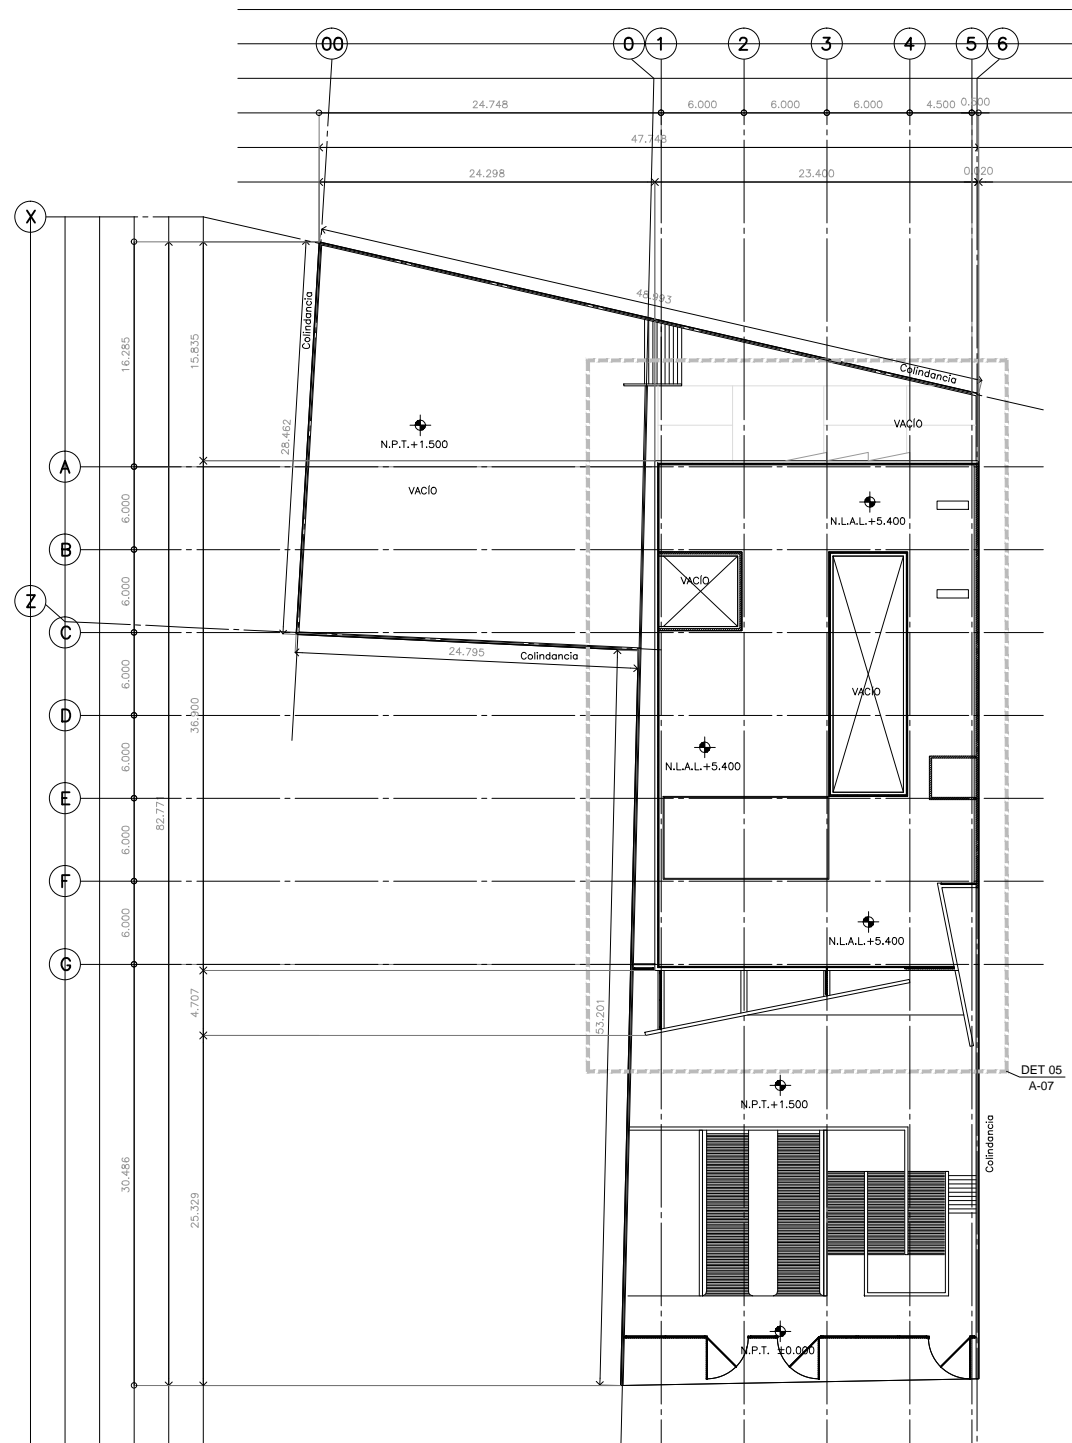 00
0
1
2
3
4
5
6
24.748
6.000
6.000
6.000
4.500
0.500
47.748
24.298
23.400
0.020
X
48.993
Colindancia
Colindancia
16.285
15.835
28.462
VACÍO
N.P.T.+1.500
A
VACÍO
6.000
N.L.A.L.+5.400
B
6.000
VACÍO
Z
C
24.795
Colindancia
6.000
36.900
VACÍO
D
6.000
N.L.A.L.+5.400
82.771
E
6.000
F
6.000
N.L.A.L.+5.400
G
4.707
53.201
DET 05
A-07
N.P.T.+1.500
Colindancia
30.486
25.329
N.P.T. ±0.000